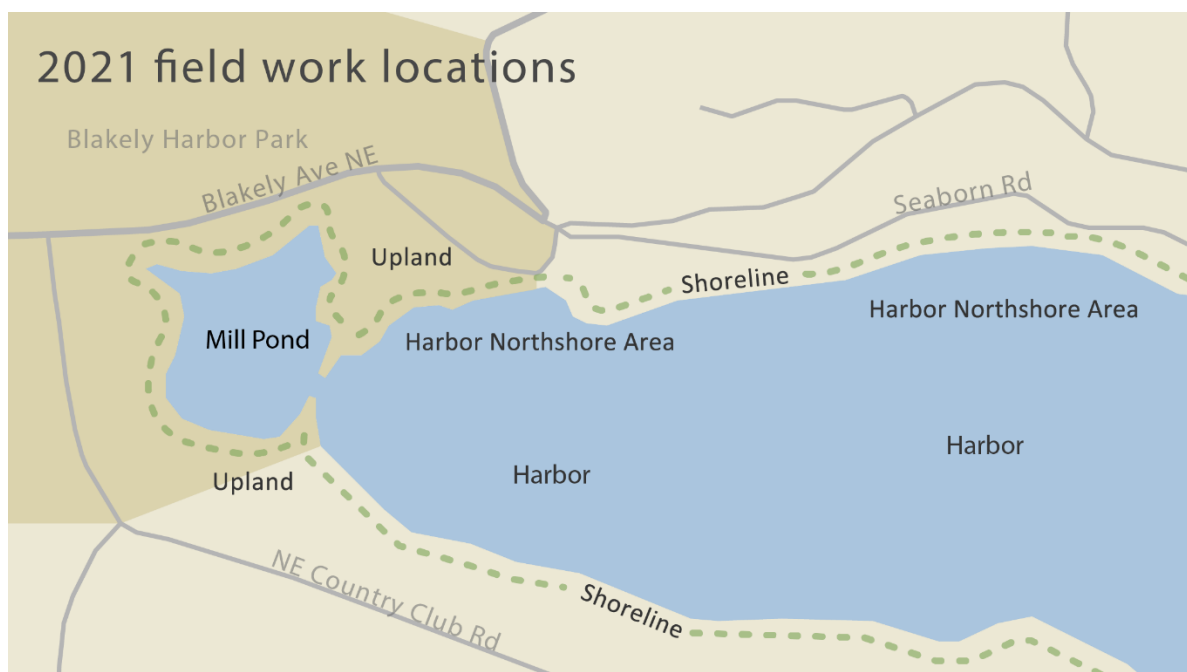 2021 field work locations
Blakely Harbor Park
Blakely Ave NE
Seaborn Rd
Upland
Shoreline
Harbor Northshore Area
Mill Pond
Harbor Northshore Area
Harbor
Harbor
Upland
NE Country Club Rd
Shoreline